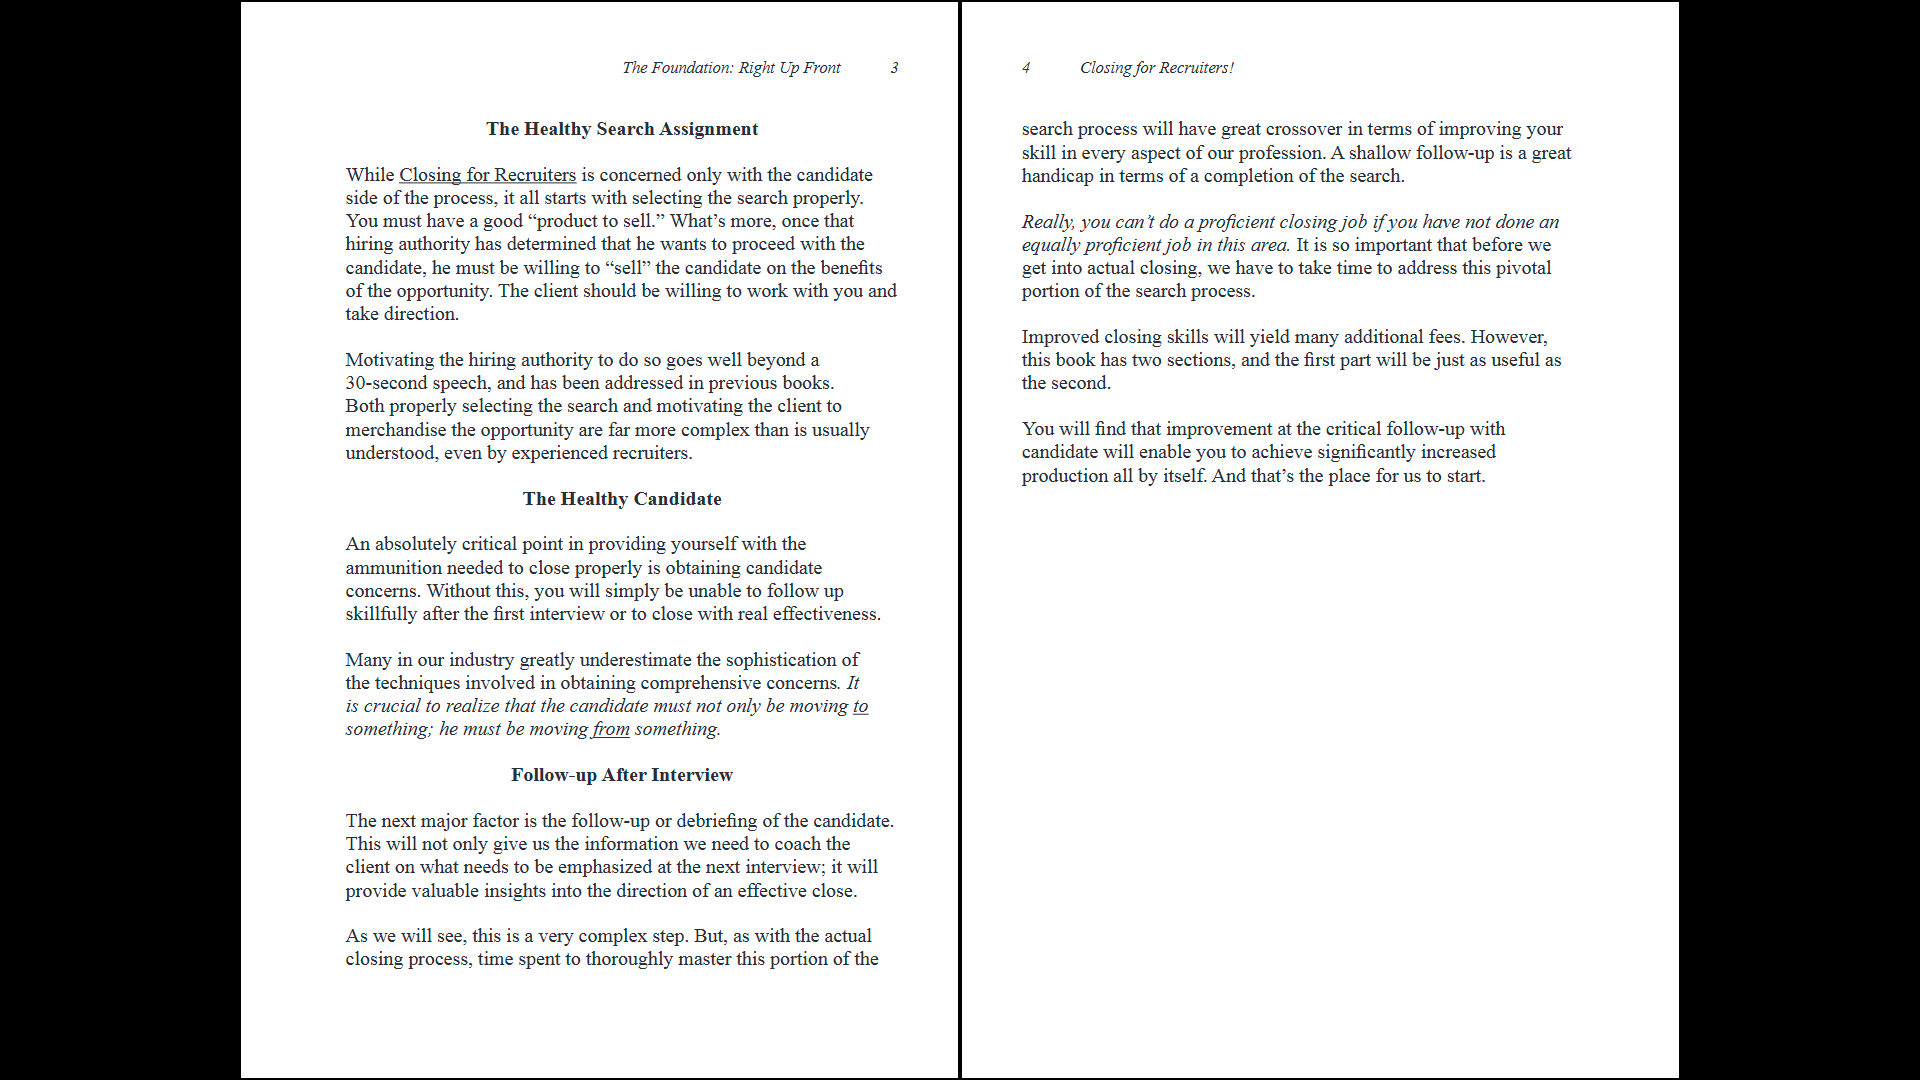 The Foundation: Right Up Front 3
The Healthy Search Assignment
While Closing for Recruiters is concerned only with the candidate
side of the process, it all starts with selecting the search properly.
You must have a good “product to sell.” What’s more, once that
hiring authority has determined that he wants to proceed with the
candidate, he must be willing to “sell” the candidate on the benefits
of the opportunity. The client should be willing to work with you and
take direction.
Motivating the hiring authority to do so goes well beyond a
30-second speech, and has been addressed in previous books.
Both properly selecting the search and motivating the client to
merchandise the opportunity are far more complex than is usually
understood, even by experienced recruiters.
The Healthy Candidate
An absolutely critical point in providing yourself with the
ammunition needed to close properly is obtaining candidate
concerns. Without this, you will simply be unable to follow up
skillfully after the first interview or to close with real effectiveness.
Many in our industry greatly underestimate the sophistication of
the techniques involved in obtaining comprehensive concerns. It
is crucial to realize that the candidate must not only be moving to
something; he must be moving from something.
Follow-up After Interview
The next major factor is the follow-up or debriefing of the candidate.
This will not only give us the information we need to coach the
client on what needs to be emphasized at the next interview; it will
provide valuable insights into the direction of an effective close.
As we will see, this is a very complex step. But, as with the actual
closing process, time spent to thoroughly master this portion of the
4 Closing for Recruiters!
search process will have great crossover in terms of improving your
skill in every aspect of our profession. A shallow follow-up is a great
handicap in terms of a completion of the search.
Really, you can’t do a proficient closing job if you have not done an
equally proficient job in this area. It is so important that before we
get into actual closing, we have to take time to address this pivotal
portion of the search process.
Improved closing skills will yield many additional fees. However,
this book has two sections, and the first part will be just as useful as
the second.
You will find that improvement at the critical follow-up with
candidate will enable you to achieve significantly increased
production all by itself. And that’s the place for us to start.